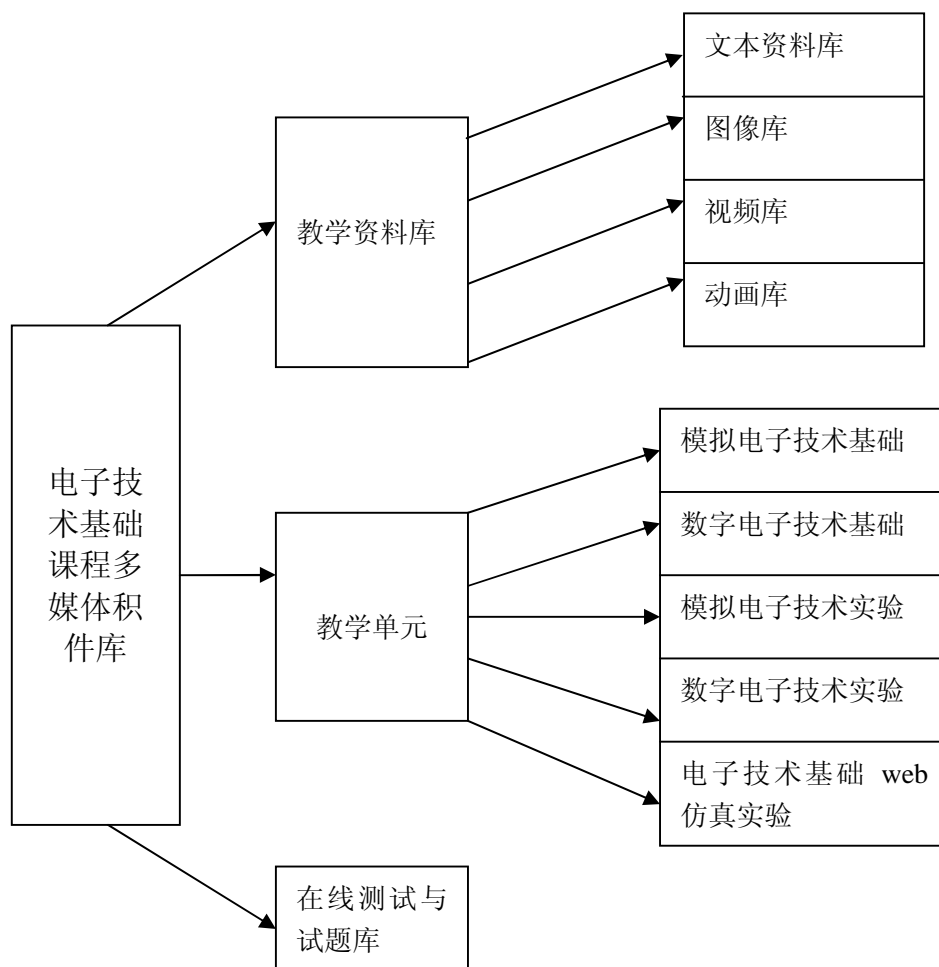 文本资料库
图像库
教学资料库
视频库
动画库
电子技
术基础
课程多
媒体积
件库
模拟电子技术基础
数字电子技术基础
教学单元
模拟电子技术实验
数字电子技术实验
电子技术基础 web
仿真实验
在线测试与
试题库